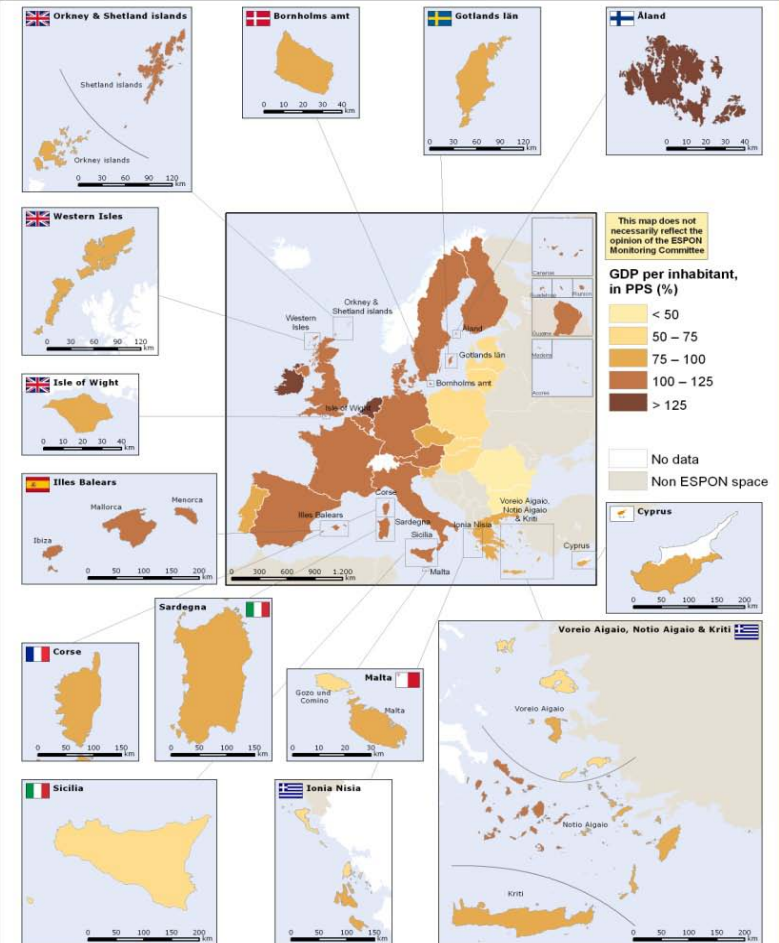 Orkney & Shetland islands
Shetland islands
Orkney islands
0 30 60 90 120
km
Bornholms amt
0 10 20 30 40
km
Gotlands län
0 30 60 90 120
km
Åland
0 10 20 30 40
km
Western Isles
0 30 60 90 120
km
Isle of Wight
0 10 20 30 40
km
Illes Balears
Mallorca
Menorca
Ibiza
0 50 100 150 200
km
Canarias
Guadeloupe
Réunion
Guyane
Madeira
Acores
Orkney &
Shetland islands
Western
Isles
Åland
Gotlands län
Bornholms amt
Isle of Wight
Corse
Illes Balears
Sardegna
Sicilia
Ionia Nisia
Voreio Aigaio,
Notio Aigaio
& Kriti
Cyprus
Malta
0 300 600 900 1.200
km
This map does not
necessarily reflect the
opinion of the ESPON
Monitoring Committee
GDP per inhabitant,
in PPS (%)
< 50
50 – 75
75 – 100
100 – 125
> 125
No data
Non ESPON space
Cyprus
0 50 100 150 200
km
Corse
0 50 100 150
km
Sardegna
0 50 100 150
km
Malta
Gozo und
Comino
Malta
0 10 20 30
km
Voreio Aigaio, Notio Aigaio & Kriti
Voreio Aigaio
Notio Aigaio
Kriti
0 50 100 150 200
km
Sicilia
0 50 100 150 200
km
Ionia Nisia
0 50 100 150
km